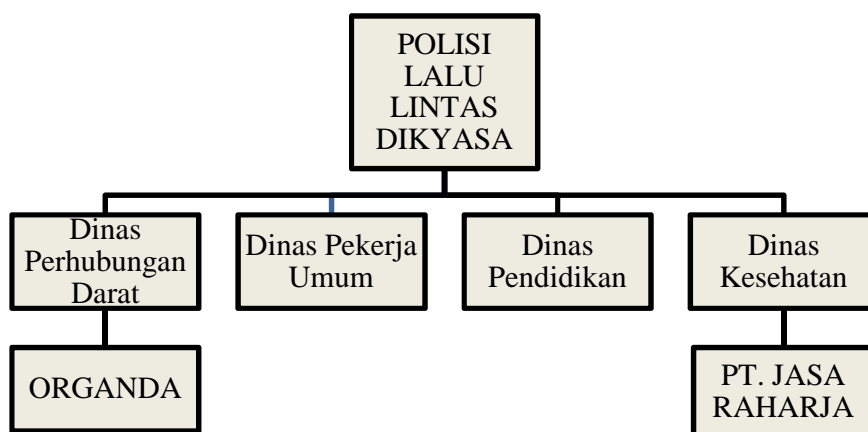 POLISI
LALU
LINTAS
DIKYASA
Dinas
Perhubungan
Darat
Dinas Pekerja
Umum
Dinas
Pendidikan
Dinas
Kesehatan
ORGANDA
PT. JASA
RAHARJA